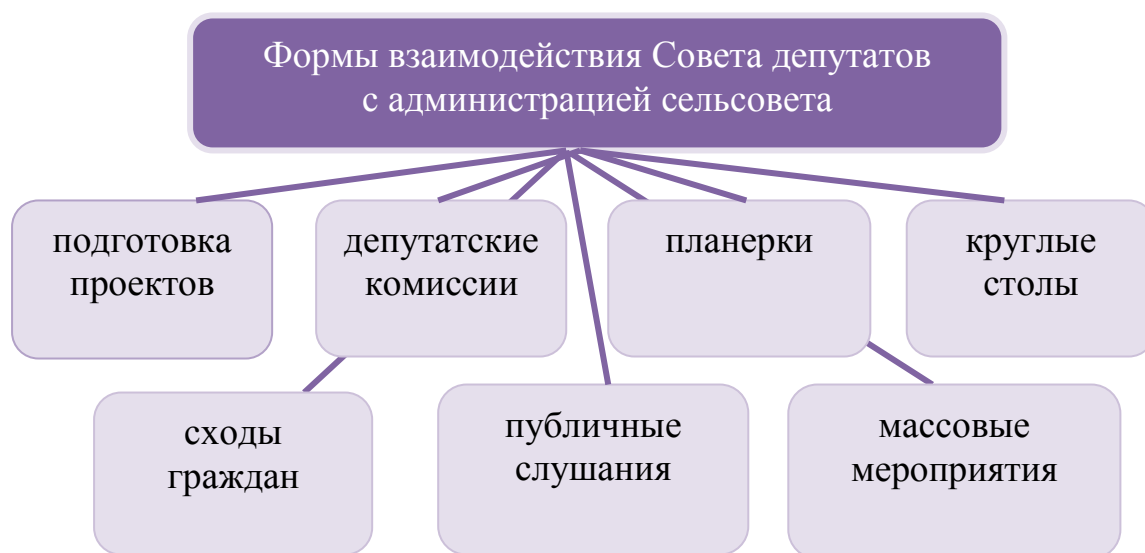 Формы взаимодействия Совета депутатов
с администрацией сельсовета
подготовка
проектов
депутатские
комиссии
планерки
круглые
столы
сходы
граждан
публичные
слушания
массовые
мероприятия